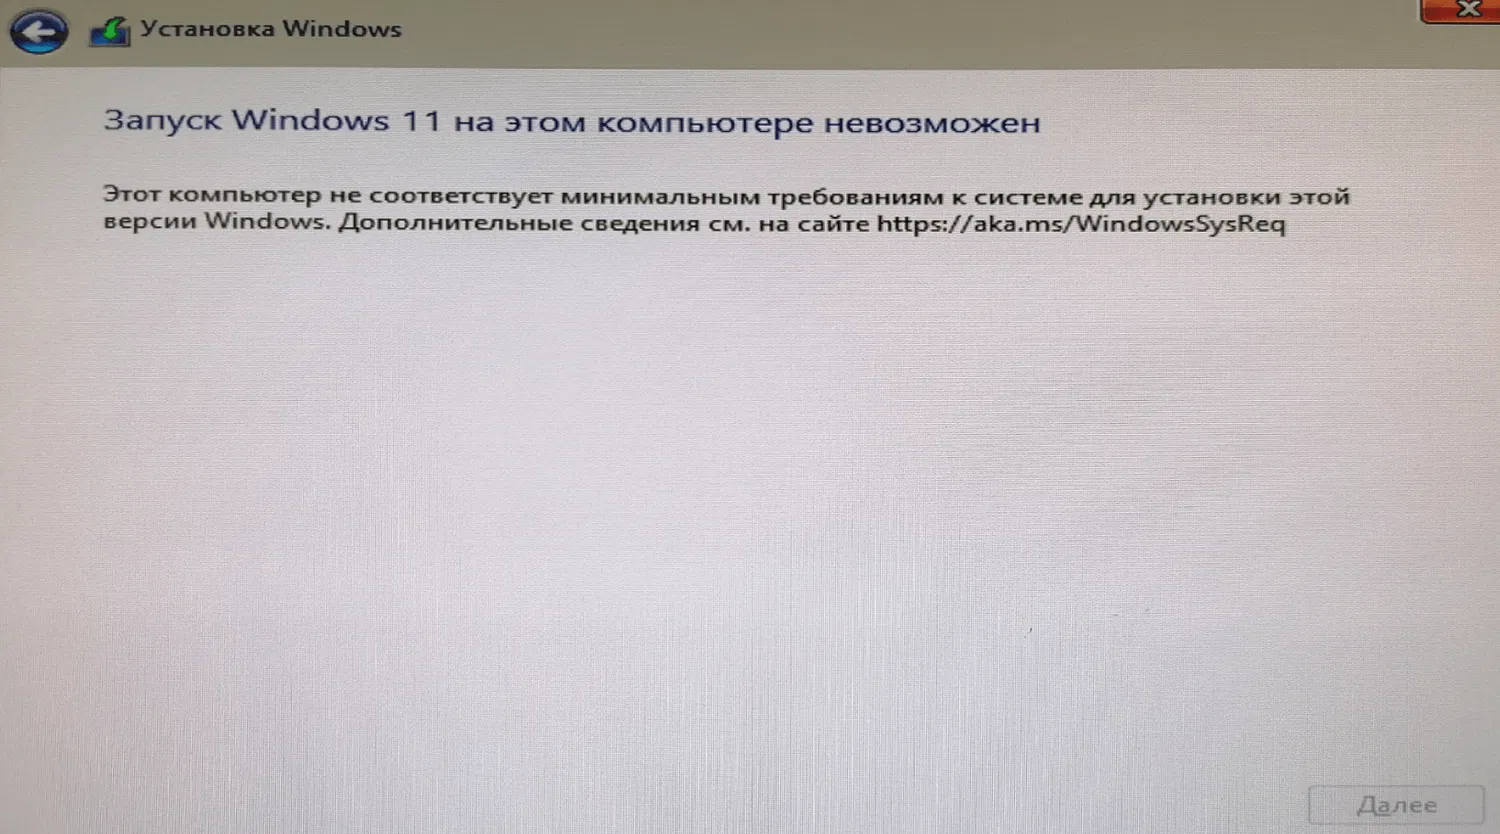 Установка Windows
Запуск Windows 11 на этом компьютере невозможен
Этот компьютер не соответствует минимальным требованиям к системе для установки этой
версии Windows. Дополнительные сведения см. на сайте https://aka.ms/WindowsSysReq
Далее